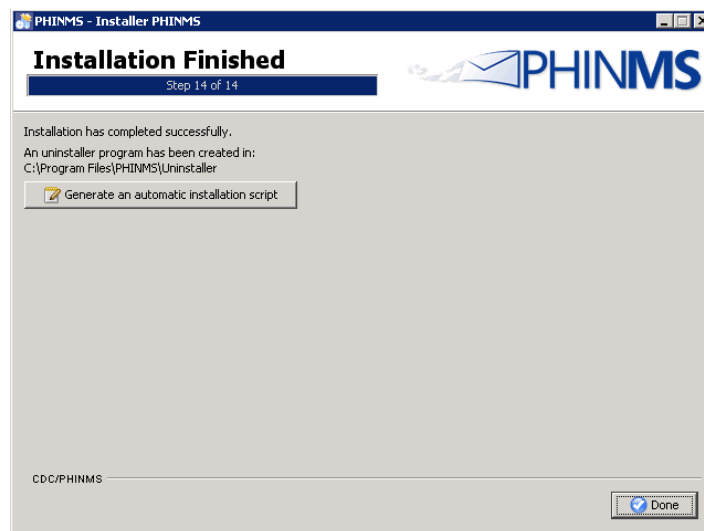 PHINMS - Installer PHINMS
Installation Finished
Step 14 of 14
PHINMS
Installation has completed successfully.
An uninstaller program has been created in:
C:\Program Files\PHINMS\Uninstaller
Generate an automatic installation script
CDC/PHINMS
Done